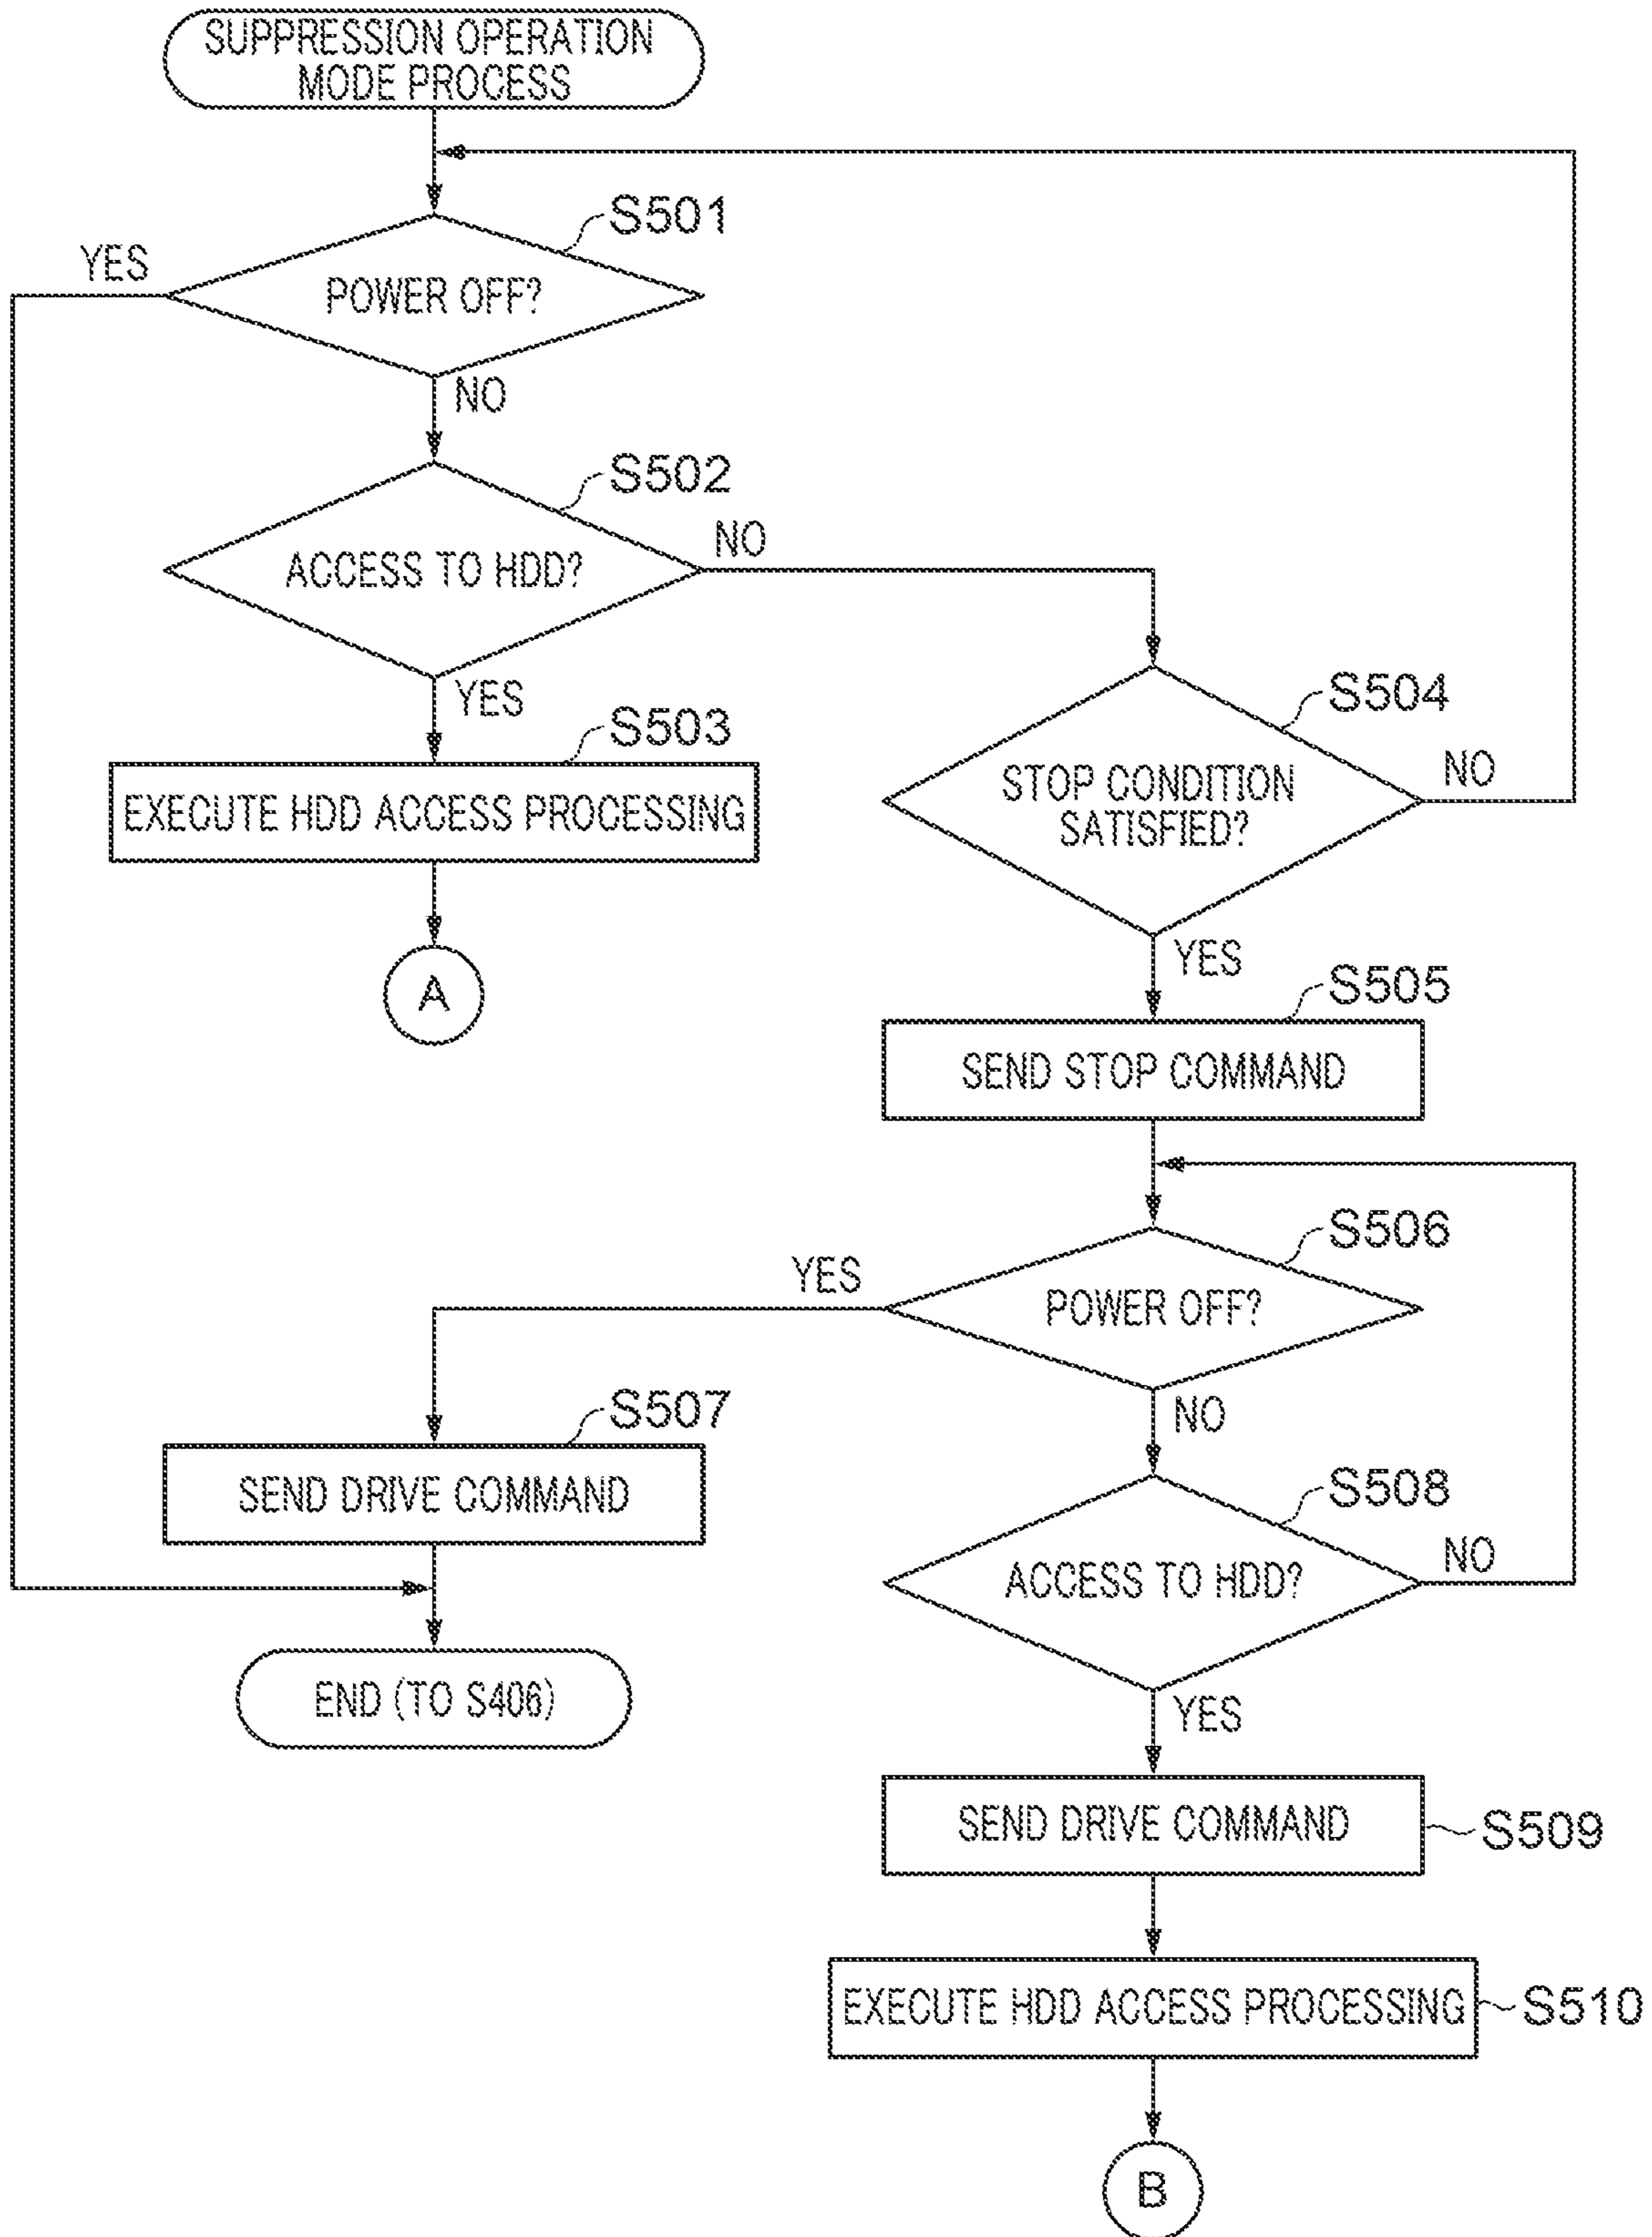 SUPPRESSION OPERATION
MODE PROCESS
S501
YES
POWER OFF?
NO
S502
NO
ACCESS TO HDD?
YES
S503
EXECUTE HDD ACCESS PROCESSING
A
S504
NO
STOP CONDITION
SATISFIED?
YES
S505
SEND STOP COMMAND
S506
YES
POWER OFF?
NO
S507
SEND DRIVE COMMAND
S508
NO
ACCESS TO HDD?
END (TO S406)
YES
SEND DRIVE COMMAND
S509
EXECUTE HDD ACCESS PROCESSING
S510
B